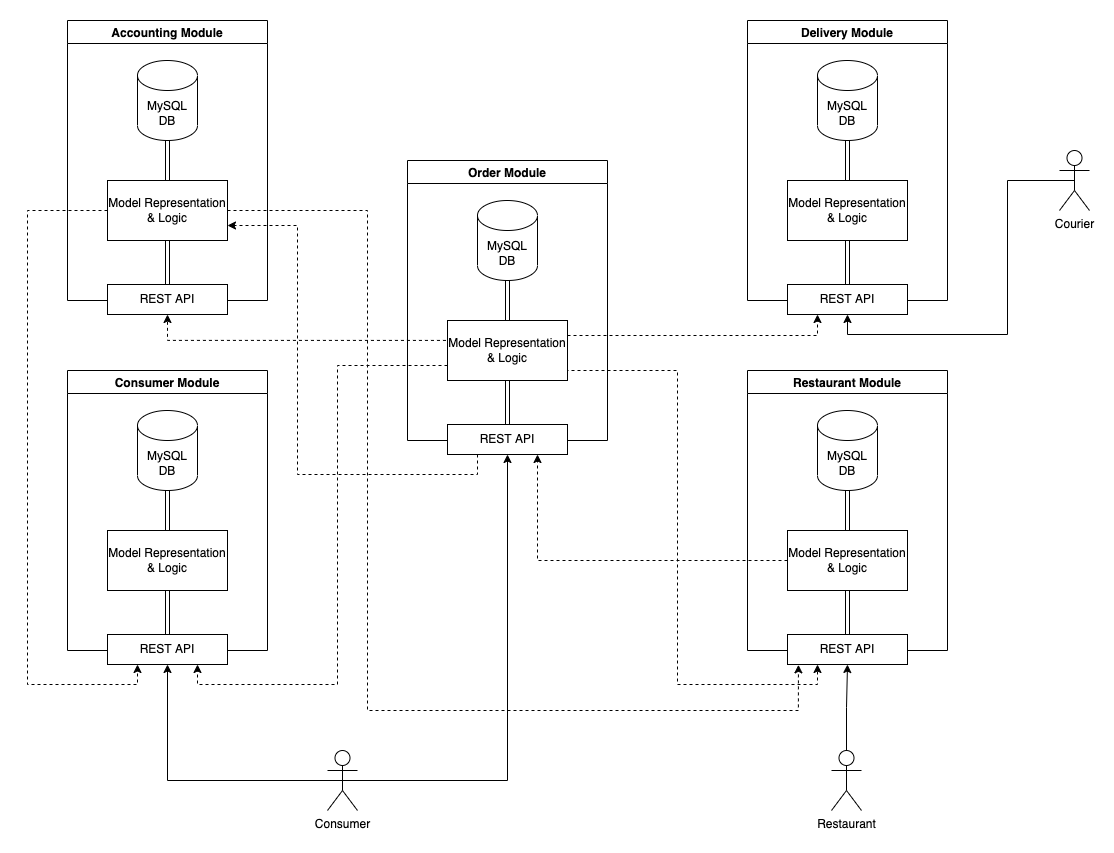 Accounting Module
MySQL
DB
Model Representation
& Logic
REST API
Delivery Module
MySQL
DB
Model Representation
& Logic
REST API
Courier
Order Module
MySQL
DB
Model Representation
& Logic
REST API
Consumer Module
MySQL
DB
Model Representation
& Logic
REST API
Restaurant Module
MySQL
DB
Model Representation
& Logic
REST API
Consumer
Restaurant